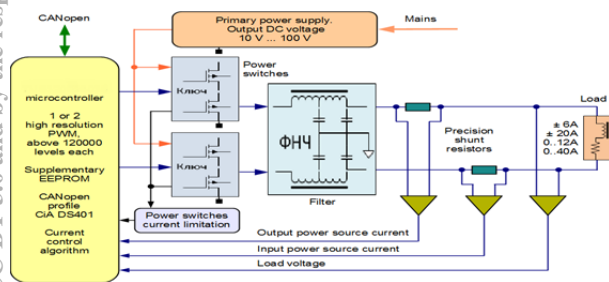 CANopen
Primary power supply.
Output DC voltage
10 V ... 100 V
Mains
Power
switches
Ключ
Ключ
ФНЧ
Filter
Load
± 6A
± 20A
0..12A
0..40A
Precision
shunt
resistors
microcontroller
1 or 2
high resolution
PWM,
above 120000
levels each
Supplementary
EEPROM
CANopen
profile
CiA DS401
Current
control
algorithm
Power switches
current limitation
Output power source current
Input power source current
Load voltage